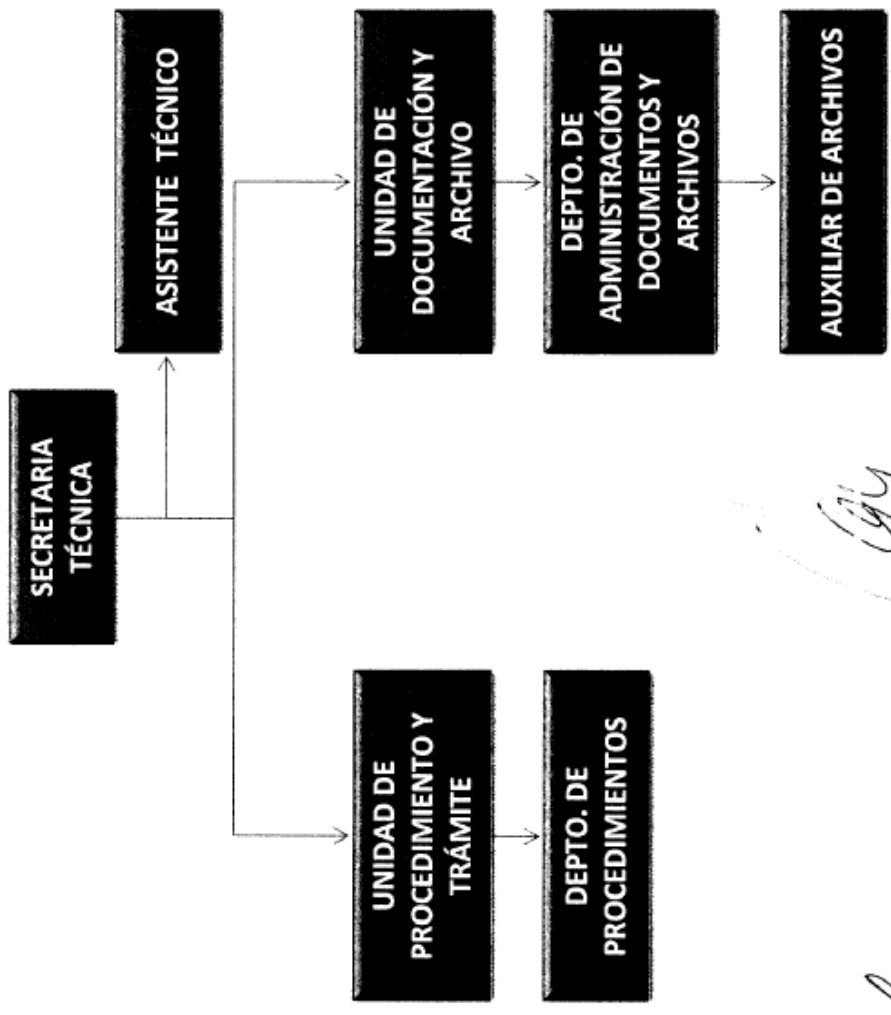 SECRETARIA
TÉCNICA
ASISTENTE TÉCNICO
UNIDAD DE
PROCEDIMIENTO Y
TRÁMITE
DEPTO. DE
PROCEDIMIENTOS
UNIDAD DE
DOCUMENTACIÓN Y
ARCHIVO
DEPTO. DE
ADMINISTRACIÓN DE
DOCUMENTOS Y
ARCHIVOS
AUXILIAR DE ARCHIVOS